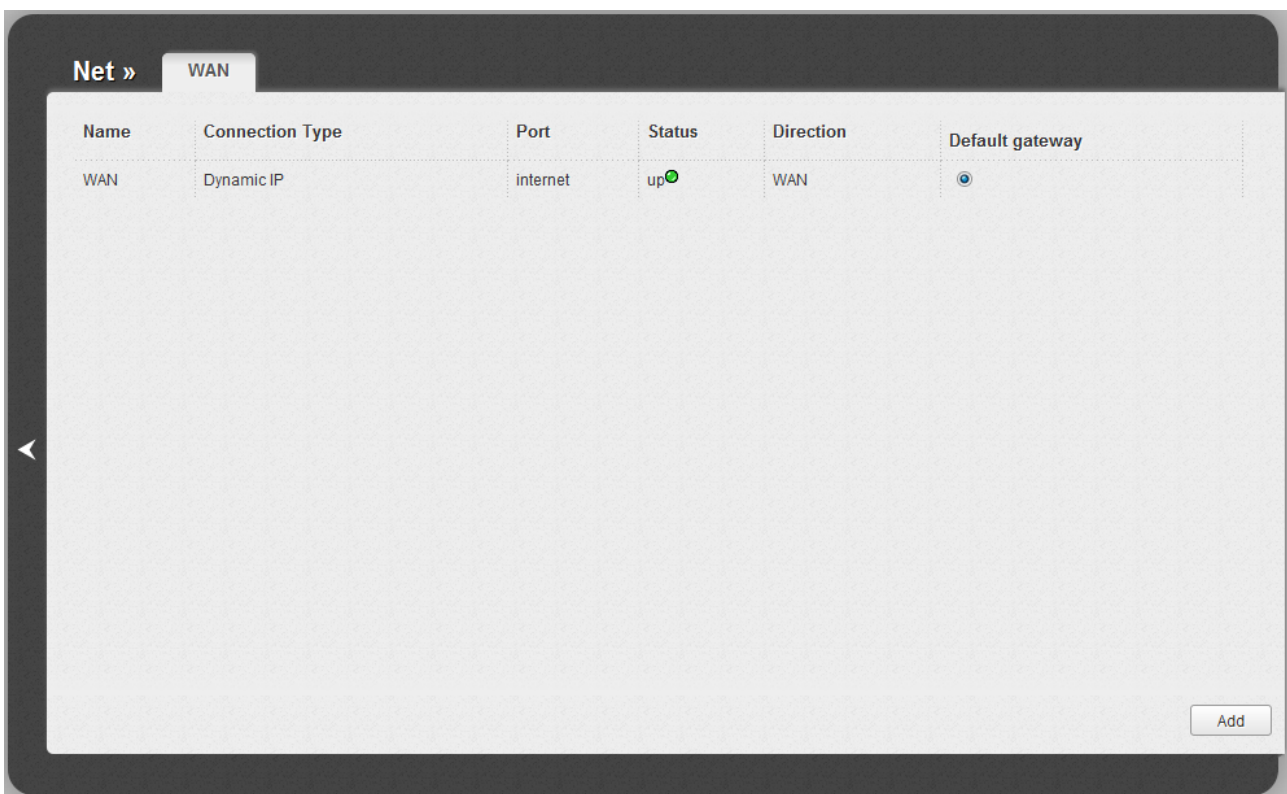 Net » WAN
Name Connection Type Port Status Direction Default gateway
WAN Dynamic IP internet up WAN
Add